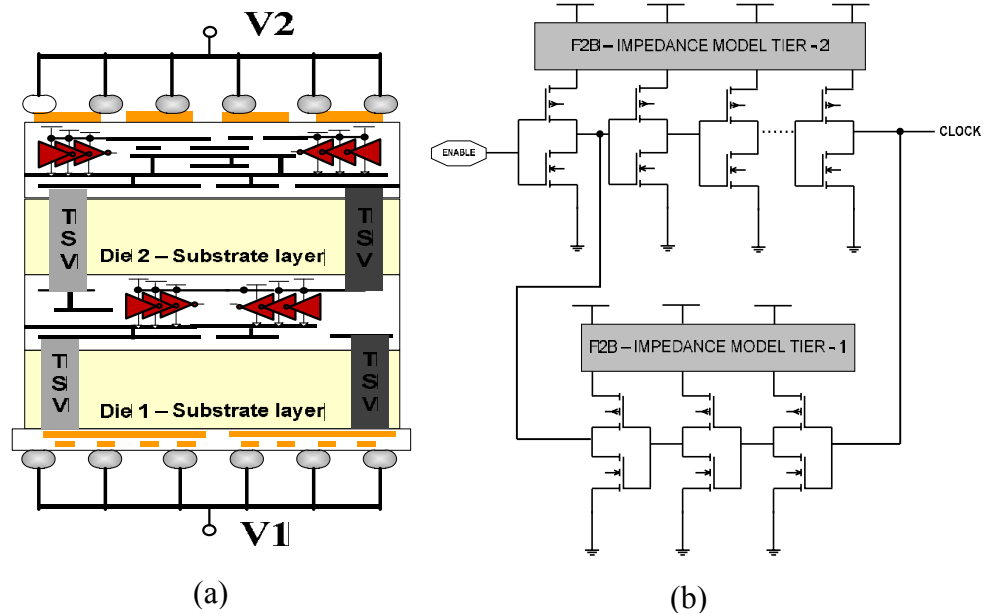 V2
TSV
TSV
Die 2 – Substrate layer
TSV
TSV
Die 1 – Substrate layer
V1
(a)
F2B – IMPEDANCE MODEL TIER - 2
ENABLE
CLOCK
F2B – IMPEDANCE MODEL TIER - 1
(b)